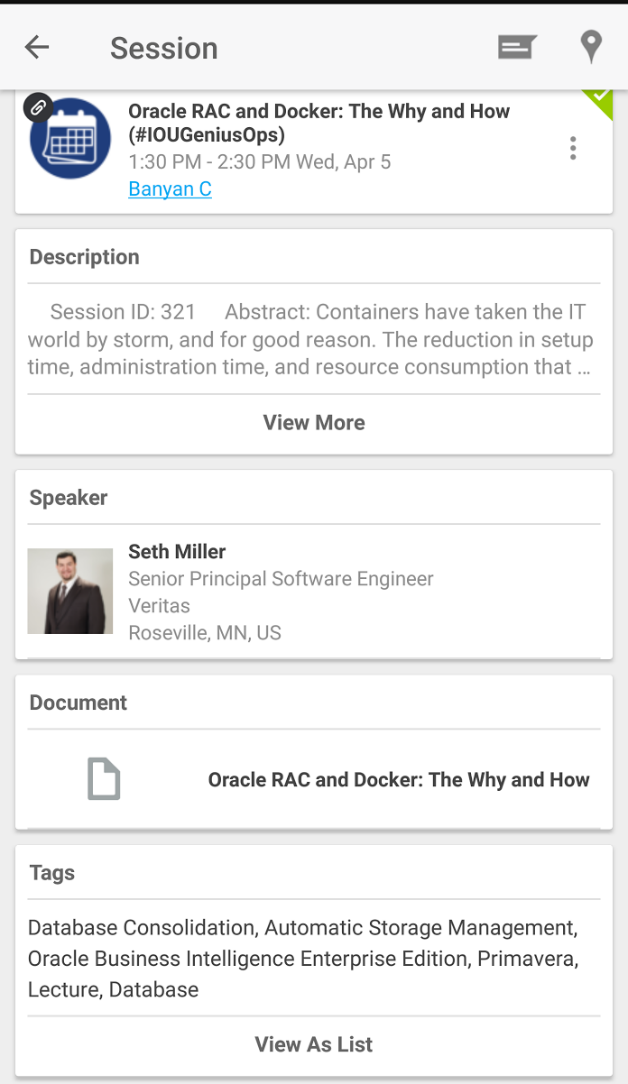 Session
Oracle RAC and Docker: The Why and How
(#IOUGeniusOps)
1:30 PM - 2:30 PM Wed, Apr 5
Banyan C
Description
Session ID: 321 Abstract: Containers have taken the IT
world by storm, and for good reason. The reduction in setup
time, administration time, and resource consumption that ...
View More
Speaker
Seth Miller
Senior Principal Software Engineer
Veritas
Roseville, MN, US
Document
Oracle RAC and Docker: The Why and How
Tags
Database Consolidation, Automatic Storage Management,
Oracle Business Intelligence Enterprise Edition, Primavera,
Lecture, Database
View As List